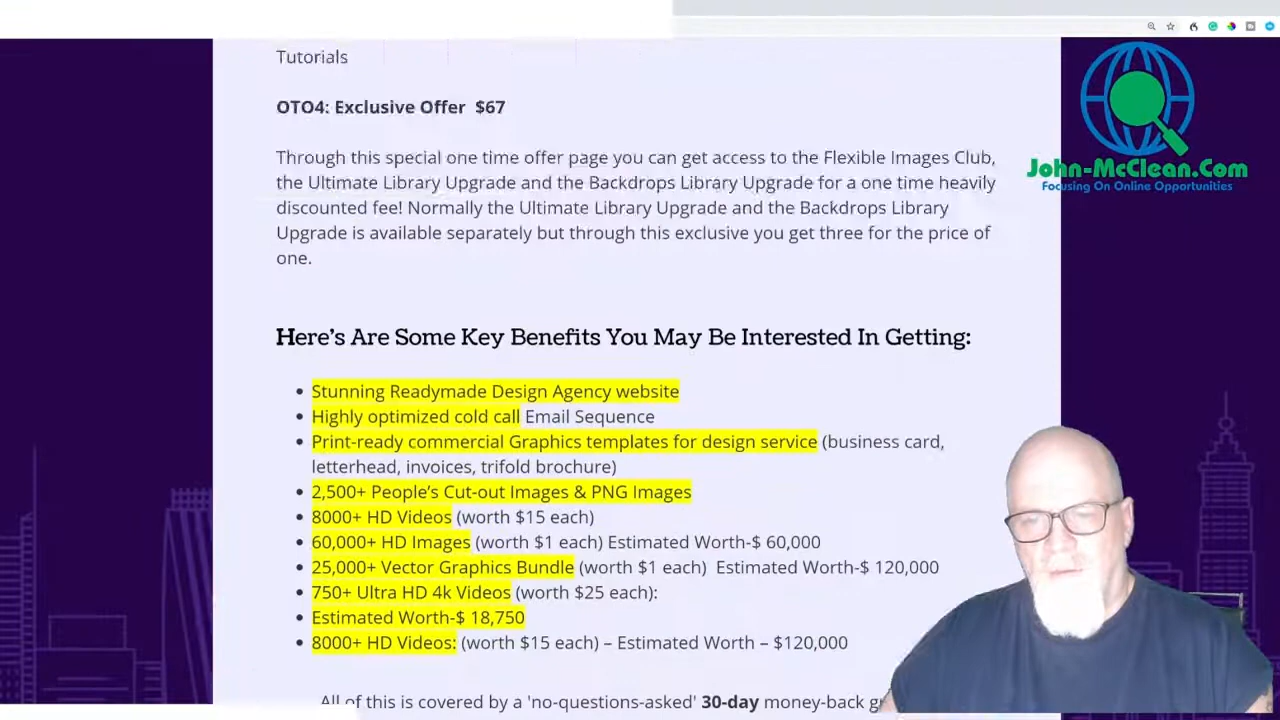 Tutorials
OTO4: Exclusive Offer $67
Through this special one time offer page you can get access to the Flexible Images Club,
the Ultimate Library Upgrade and the Backdrops Library Upgrade for a one time heavily
discounted fee! Normally the Ultimate Library Upgrade and the Backdrops Library
Upgrade is available separately but through this exclusive you get three for the price of
one.
Here's Are Some Key Benefits You May Be Interested In Getting:
• Stunning Readymade Design Agency website
• Highly optimized cold call Email Sequence
• Print-ready commercial Graphics templates for design service (business card,
letterhead, invoices, trifold brochure)
• 2,500+ People's Cut-out Images & PNG Images
• 8000+ HD Videos (worth $15 each)
• 60,000+ HD Images (worth $1 each) Estimated Worth-$ 60,000
• 25,000+ Vector Graphics Bundle (worth $1 each) Estimated Worth-$ 120,000
• 750+ Ultra HD 4k Videos (worth $25 each):
• Estimated Worth-$ 18,750
• 8000+ HD Videos: (worth $15 each) – Estimated Worth – $120,000
All of this is covered by a 'no-questions-asked' 30-day money-back
John-McClean.Com
Focusing On Online Opportunities